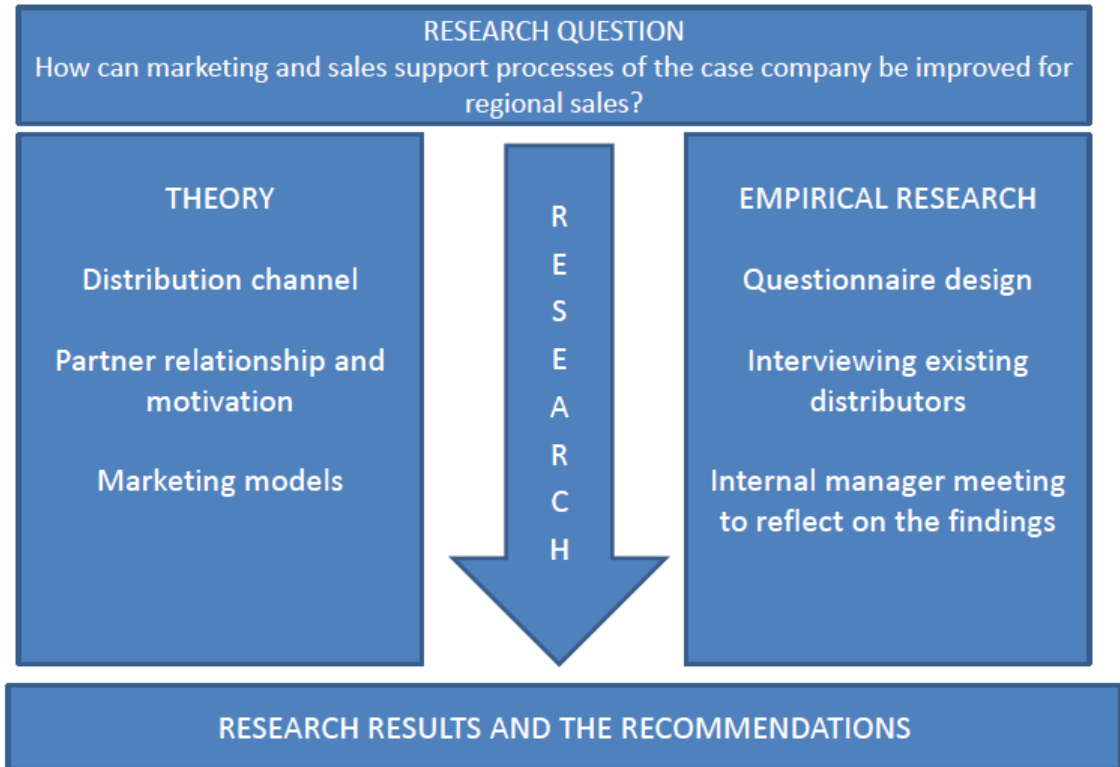 RESEARCH QUESTION
How can marketing and sales support processes of the case company be improved for
regional sales?
THEORY
Distribution channel
Partner relationship and
motivation
Marketing models
R
E
S
E
A
R
C
H
EMPIRICAL RESEARCH
Questionnaire design
Interviewing existing
distributors
Internal manager meeting
to reflect on the findings
RESEARCH RESULTS AND THE RECOMMENDATIONS